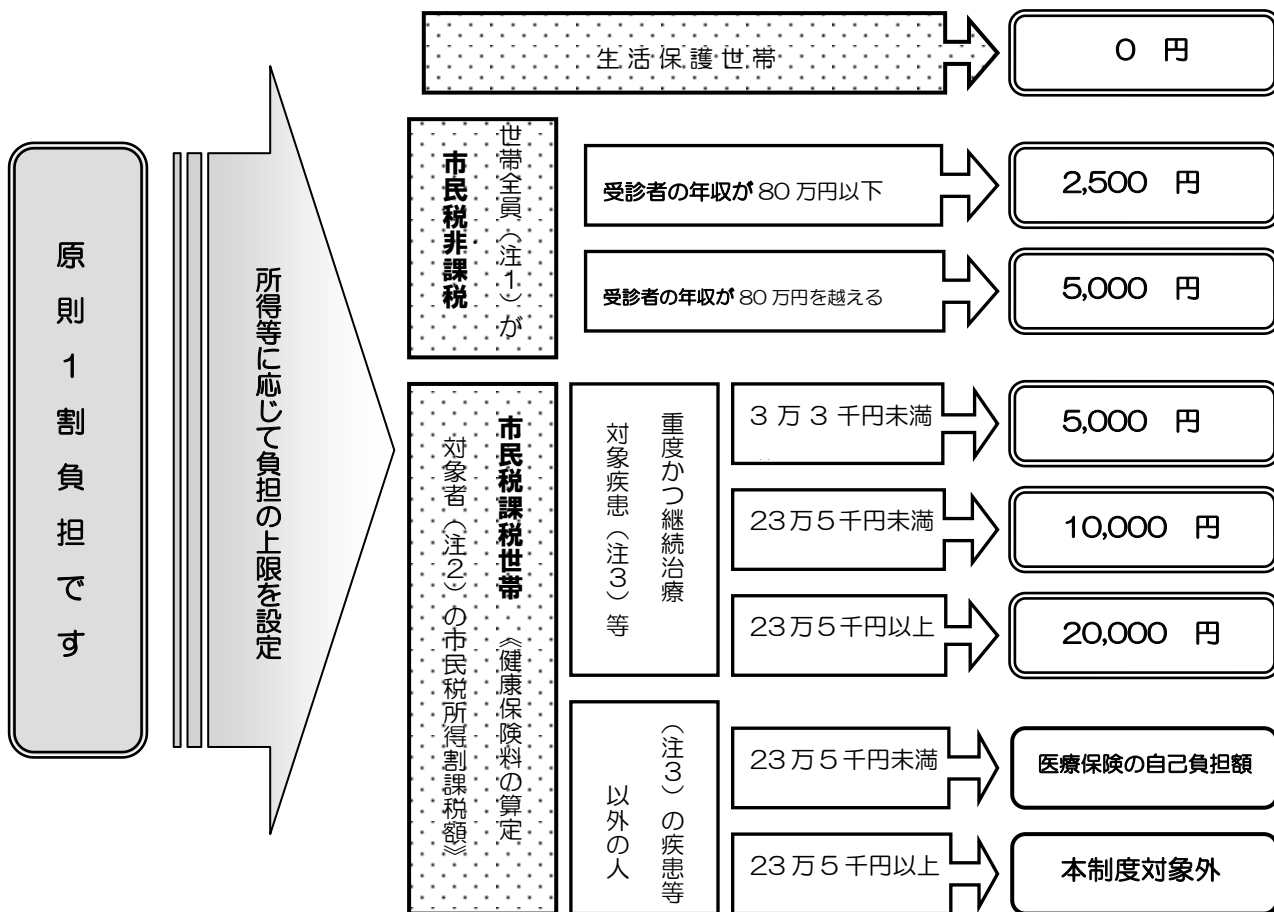 原則1割負担です
所得等に応じて負担の上限を設定
生活保護世帯
0 円
世帯全員（注1）が
市民税非課税
受診者の年収が80万円以下
2,500 円
受診者の年収が80万円を越える
5,000 円
市民税課税世帯 《健康保険料の算定
対象者（注2）の市民税所得割課税額》
重度かつ継続治療
対象疾患（注3）等
3万3千円未満
5,000 円
23万5千円未満
10,000 円
23万5千円以上
20,000 円
（注3）の疾患等
以外の人
23万5千円未満
医療保険の自己負担額
23万5千円以上
本制度対象外